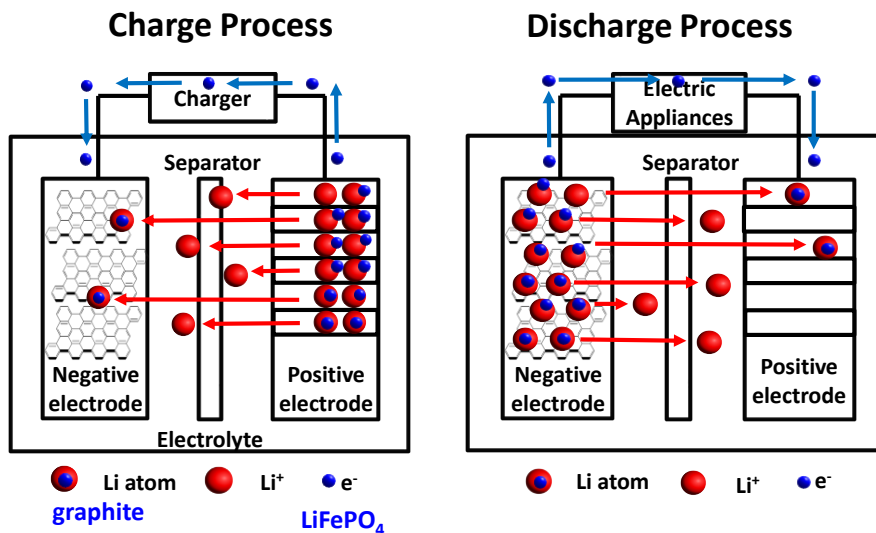 Charge Process
Discharge Process
Charger
Electric
Appliances
Separator
Separator
Negative
electrode
Positive
electrode
Negative
electrode
Positive
electrode
Electrolyte
Li atom
Li⁺
e⁻
Li atom
Li⁺
e⁻
graphite
LiFePO₄